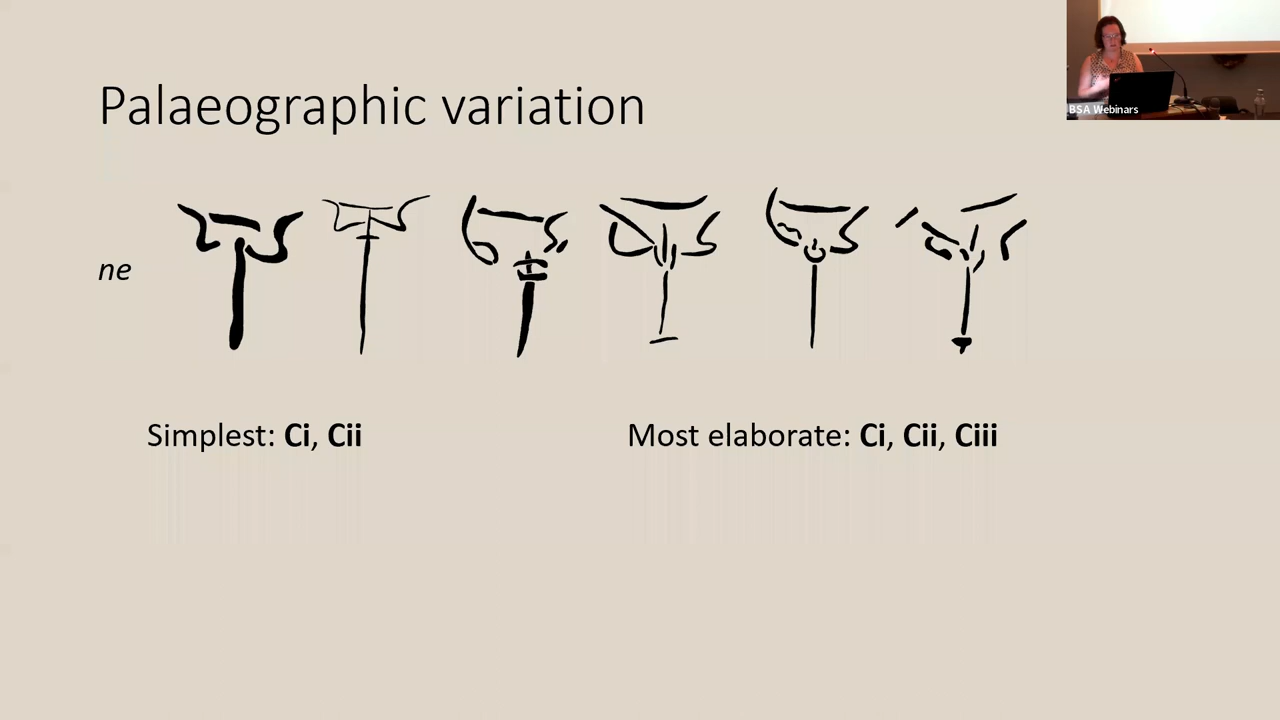 Palaeographic variation
BSA Webinars
ne
Simplest: Ci, Cii
Most elaborate: Ci, Cii, Ciii